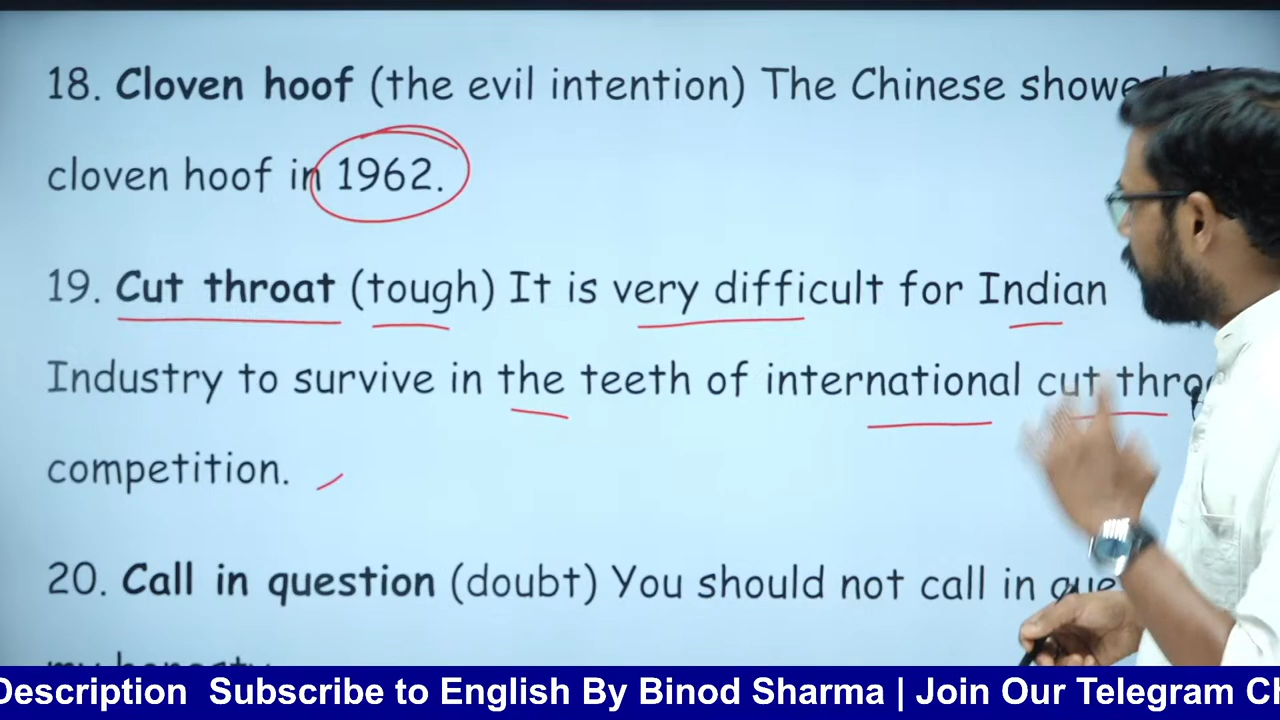 18. Cloven hoof (the evil intention) The Chinese showed
cloven hoof in 1962.
19. Cut throat (tough) It is very difficult for Indian
Industry to survive in the teeth of international cut
competition.
20. Call in question (doubt) You should not call in
my honesty
Description Subscribe to English By Binod Sharma | Join Our Telegram